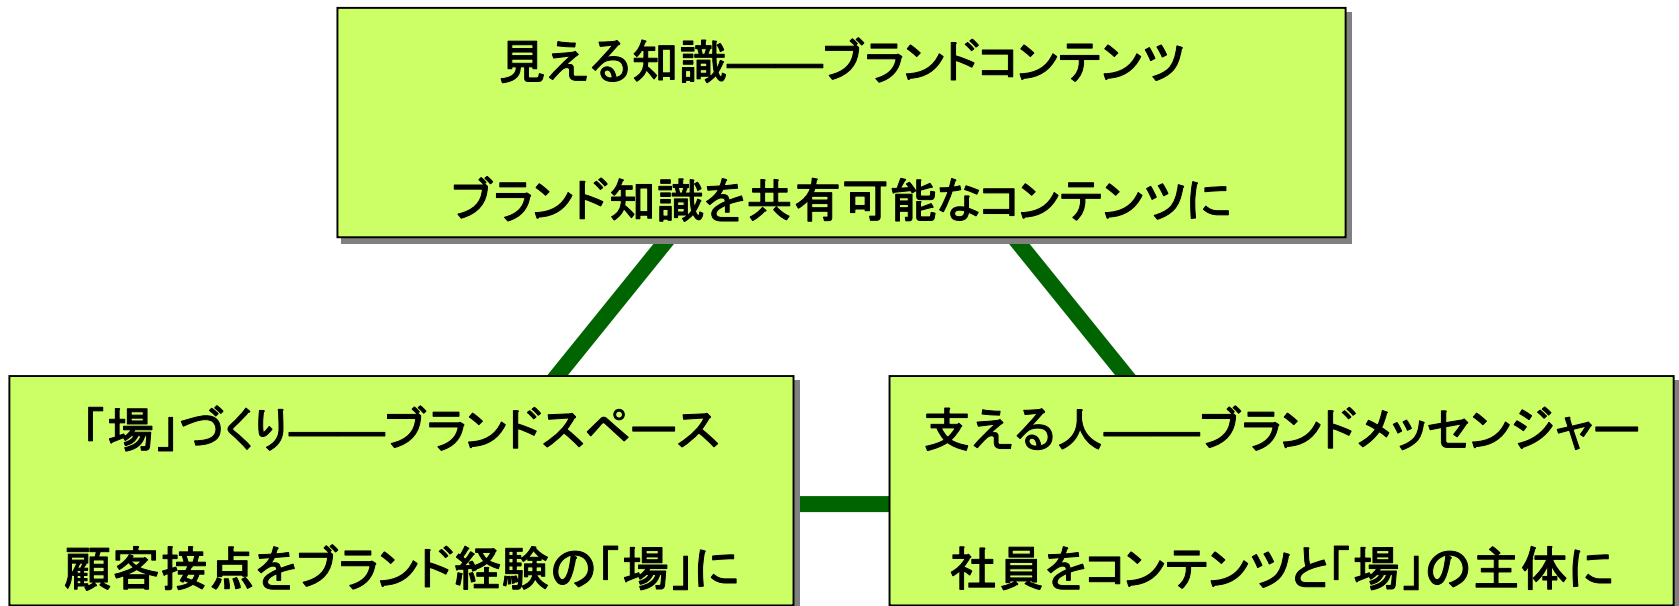 見える知識――ブランドコンテンツ
ブランド知識を共有可能なコンテンツに
「場」づくり――ブランドスペース
顧客接点をブランド経験の「場」に
支える人――ブランドメッセンジャー
社員をコンテンツと「場」の主体に